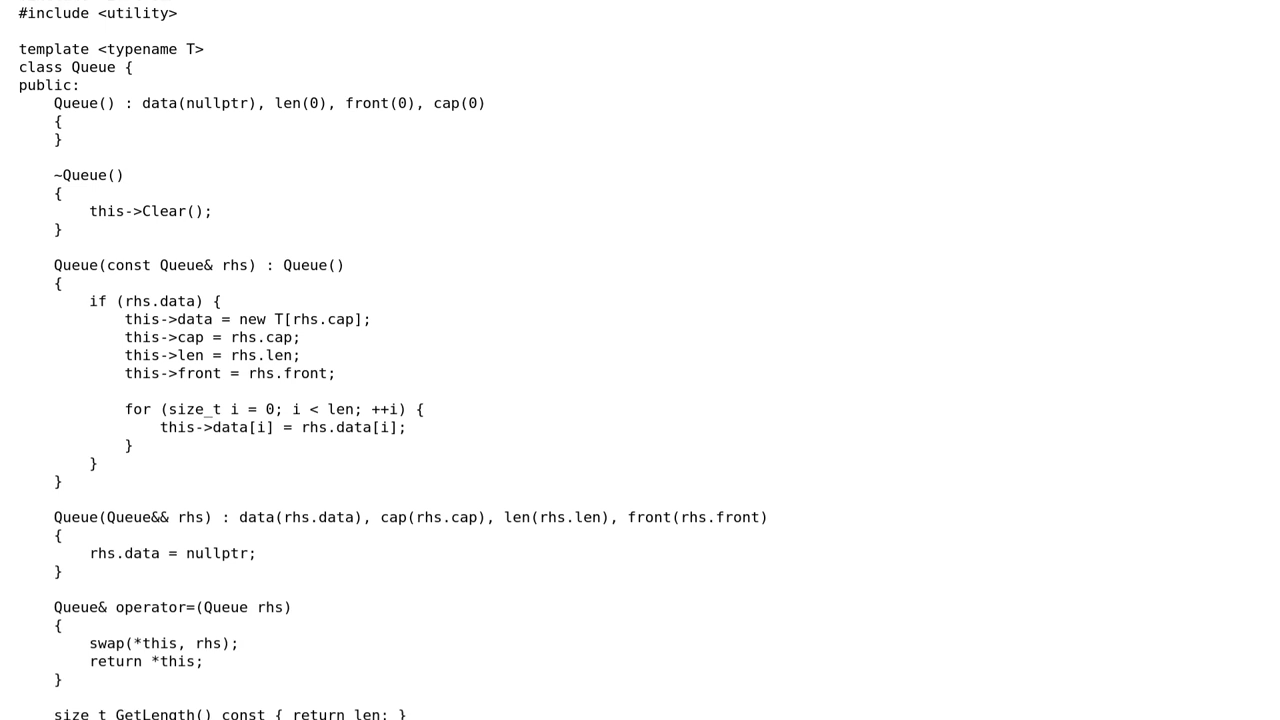 #include <utility>
template <typename T>
class Queue {
public:
    Queue() : data(nullptr), len(0), front(0), cap(0)
    {
    }
    ~Queue()
    {
        this->Clear();
    }
    Queue(const Queue& rhs) : Queue()
    {
        if (rhs.data) {
            this->data = new T[rhs.cap];
            this->cap = rhs.cap;
            this->len = rhs.len;
            this->front = rhs.front;
            for (size_t i = 0; i < len; ++i) {
                this->data[i] = rhs.data[i];
            }
        }
    }
    Queue(Queue&& rhs) : data(rhs.data), cap(rhs.cap), len(rhs.len), front(rhs.front)
    {
        rhs.data = nullptr;
    }
    Queue& operator=(Queue rhs)
    {
        swap(*this, rhs);
        return *this;
    }
    size_t GetLength() const { return len; }